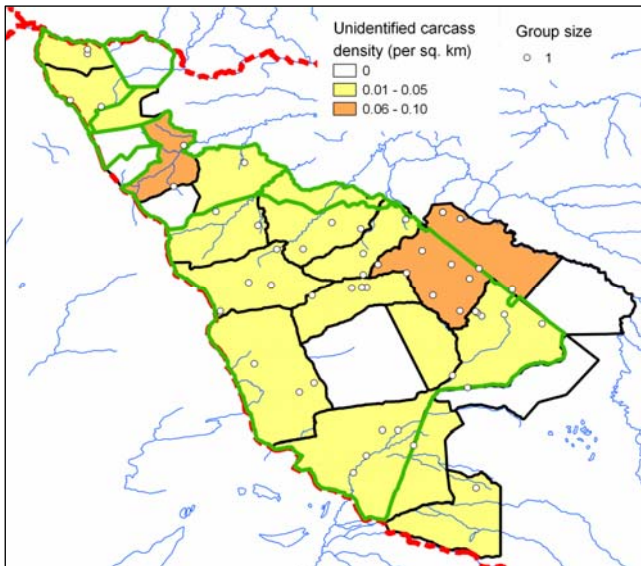 Unidentified carcass
density (per sq. km)
0
0.01 - 0.05
0.06 - 0.10
Group size
1